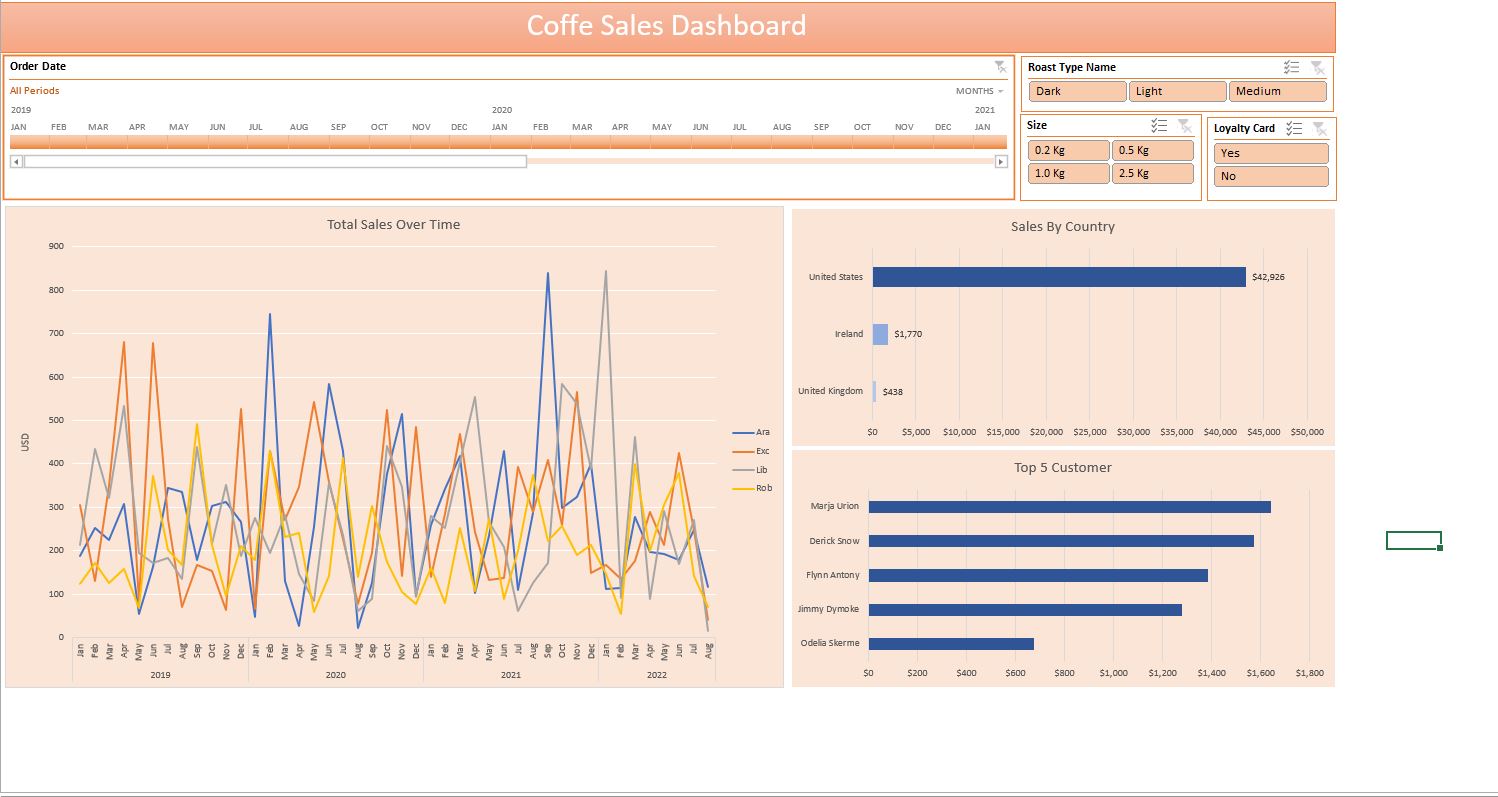 Coffe Sales Dashboard
Order Date
All Periods
MONTHS
2019 2020 2021
JAN FEB MAR APR MAY JUN JUL AUG SEP OCT NOV DEC JAN FEB MAR APR MAY JUN JUL AUG SEP OCT NOV DEC JAN
Roast Type Name
Dark Light Medium
Size
0.2 Kg 0.5 Kg
1.0 Kg 2.5 Kg
Loyalty Card
Yes
No
Total Sales Over Time
900
800
700
600
500
400
300
200
100
0
USD
Jan Feb Mar Apr May Jun Jul Aug Sep Oct Nov Dec Jan Feb Mar Apr May Jun Jul Aug Sep Oct Nov Dec Jan Feb Mar Apr May Jun Jul Aug Sep Oct Nov Dec Jan Feb Mar Apr May Jun Jul Aug
2019 2020 2021 2022
Ara
Exc
Lib
Rob
Sales By Country
United States $42,926
Ireland $1,770
United Kingdom $438
$0 $5,000 $10,000 $15,000 $20,000 $25,000 $30,000 $35,000 $40,000 $45,000 $50,000
Top 5 Customer
Marja Urion
Derick Snow
Flynn Antony
Jimmy Dymoke
Odelia Skerme
$0 $200 $400 $600 $800 $1,000 $1,200 $1,400 $1,600 $1,800